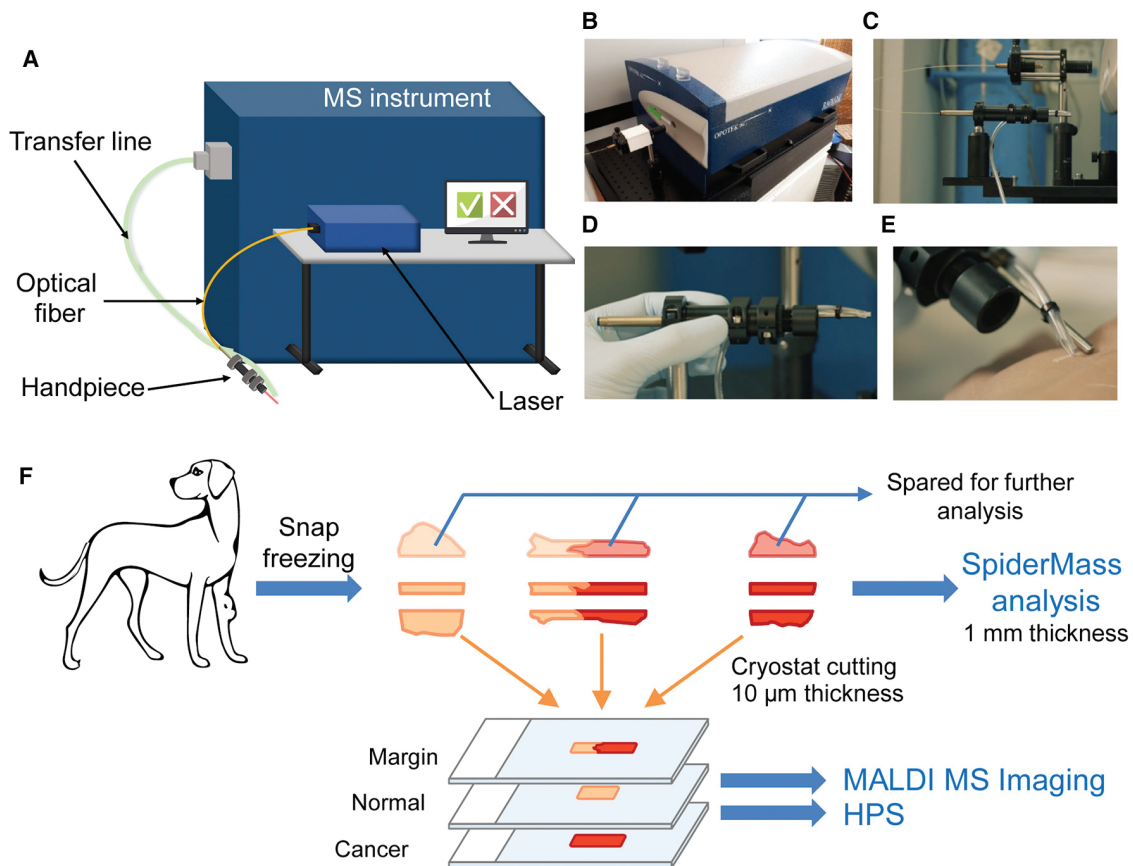 A
MS instrument
Transfer line
Optical
fiber
Handpiece
Laser
B
OPOTEK
RADIANT
C
D
E
F
Snap
freezing
Spared for further
analysis
SpiderMass
analysis
1 mm thickness
Cryostat cutting
10 µm thickness
Margin
Normal
Cancer
MALDI MS Imaging
HPS